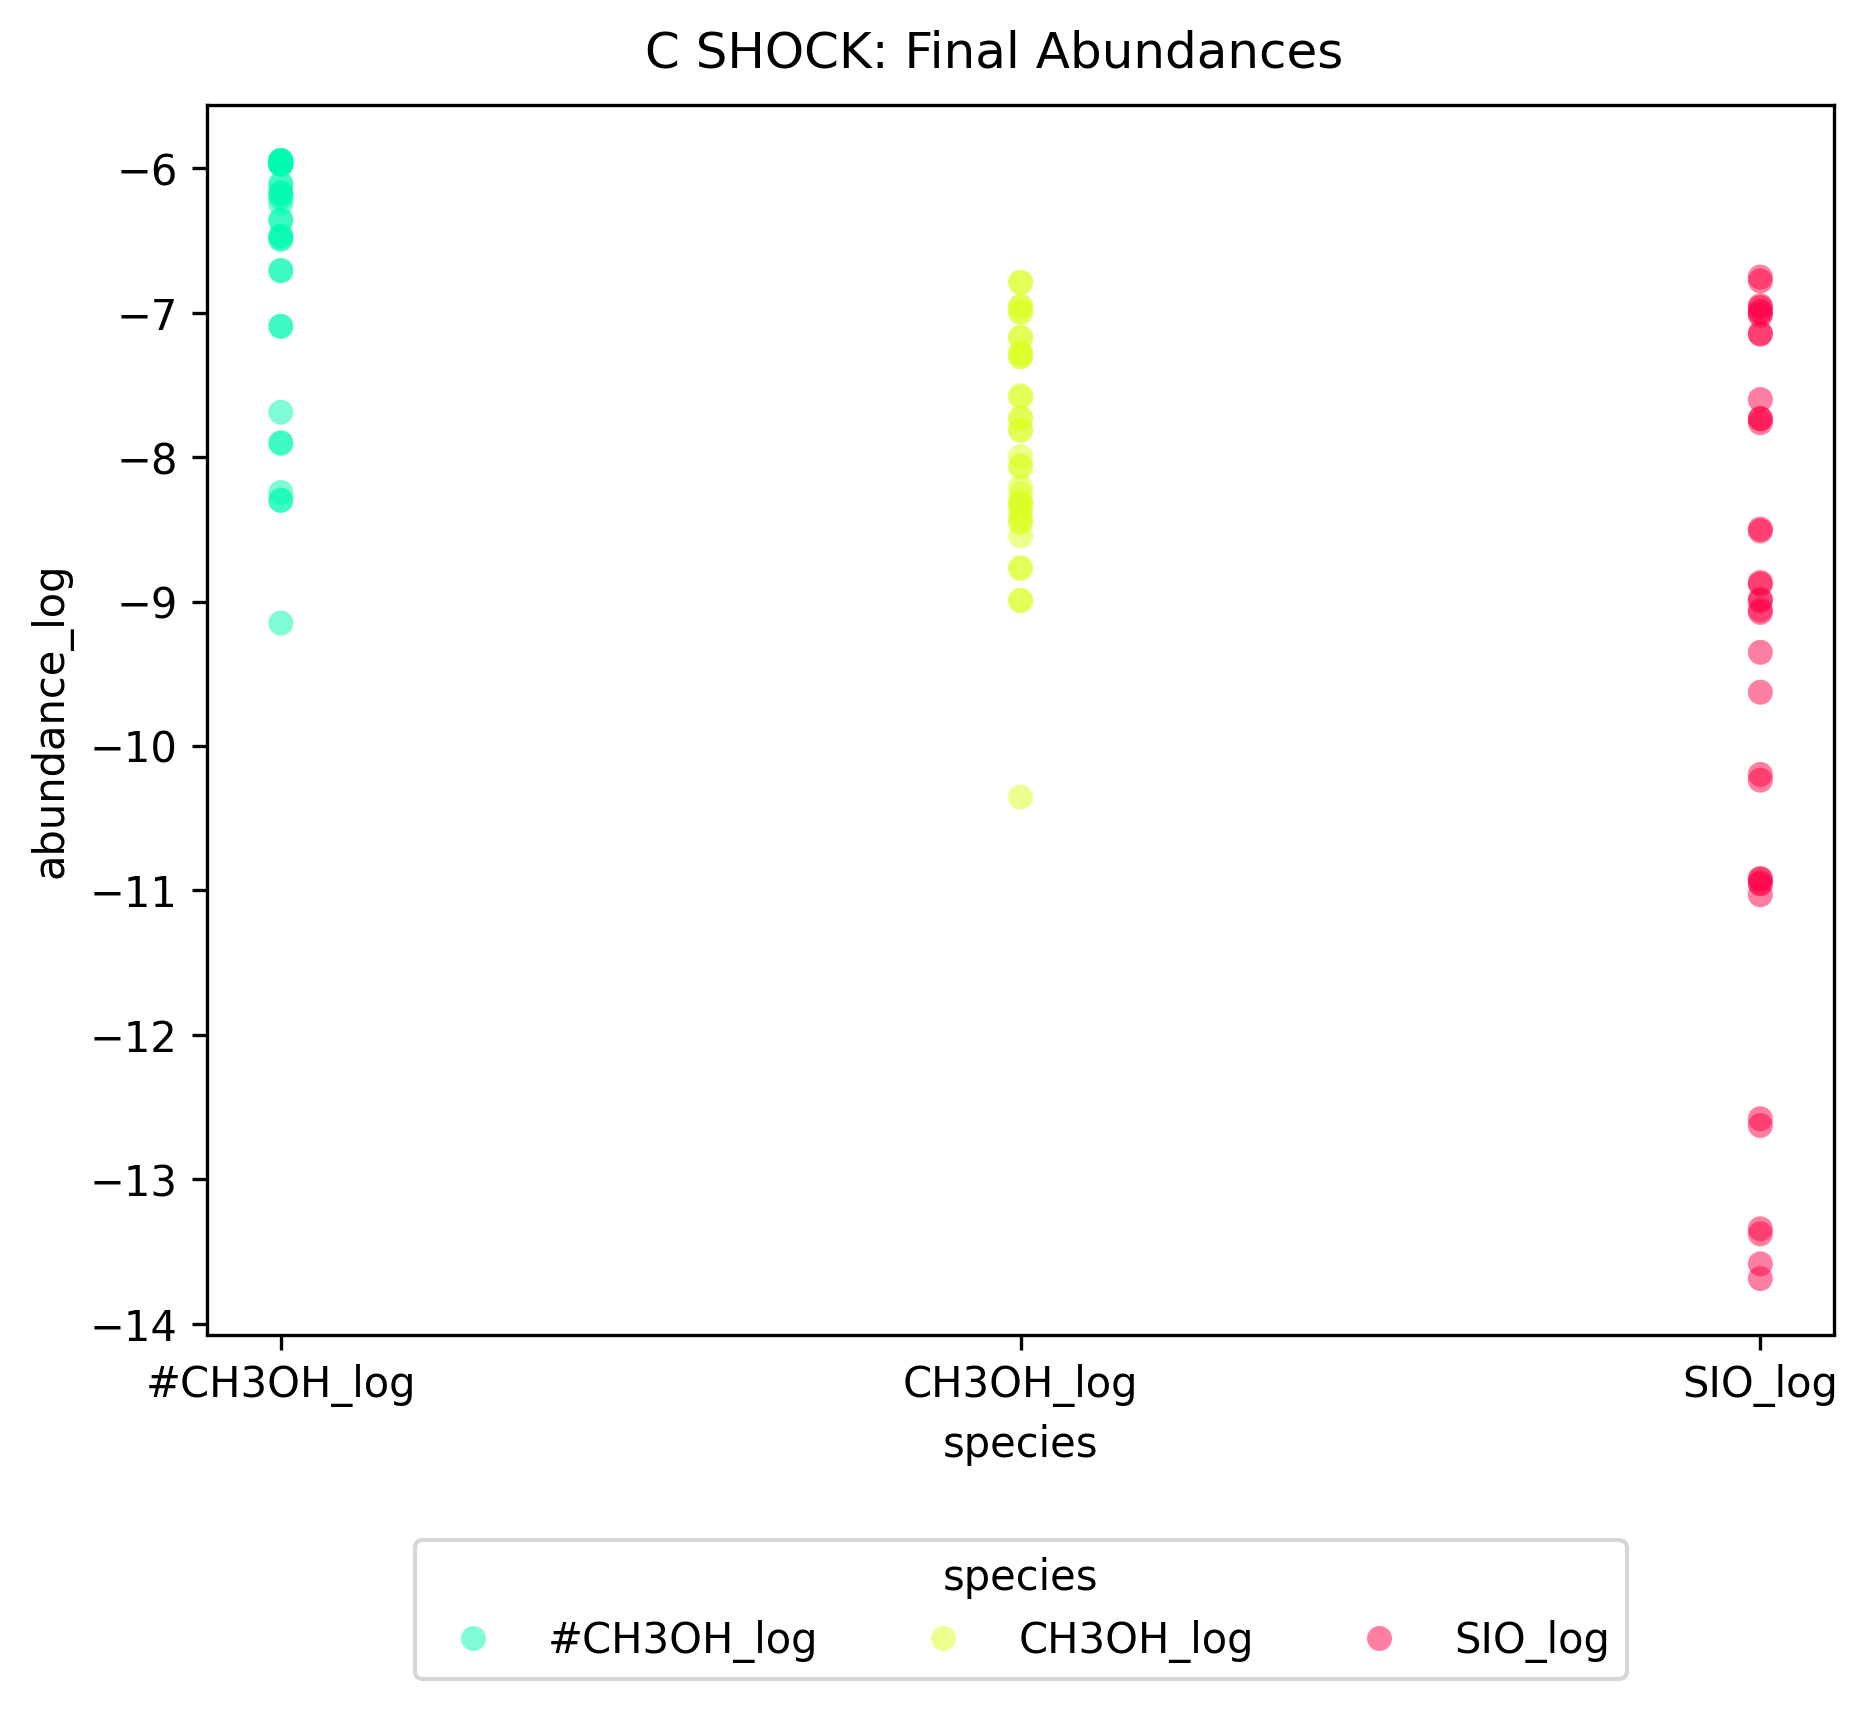 C SHOCK: Final Abundances
abundance_log
−6
−7
−8
−9
−10
−11
−12
−13
−14
#CH3OH_log
CH3OH_log
SIO_log
species
species
#CH3OH_log
CH3OH_log
SIO_log